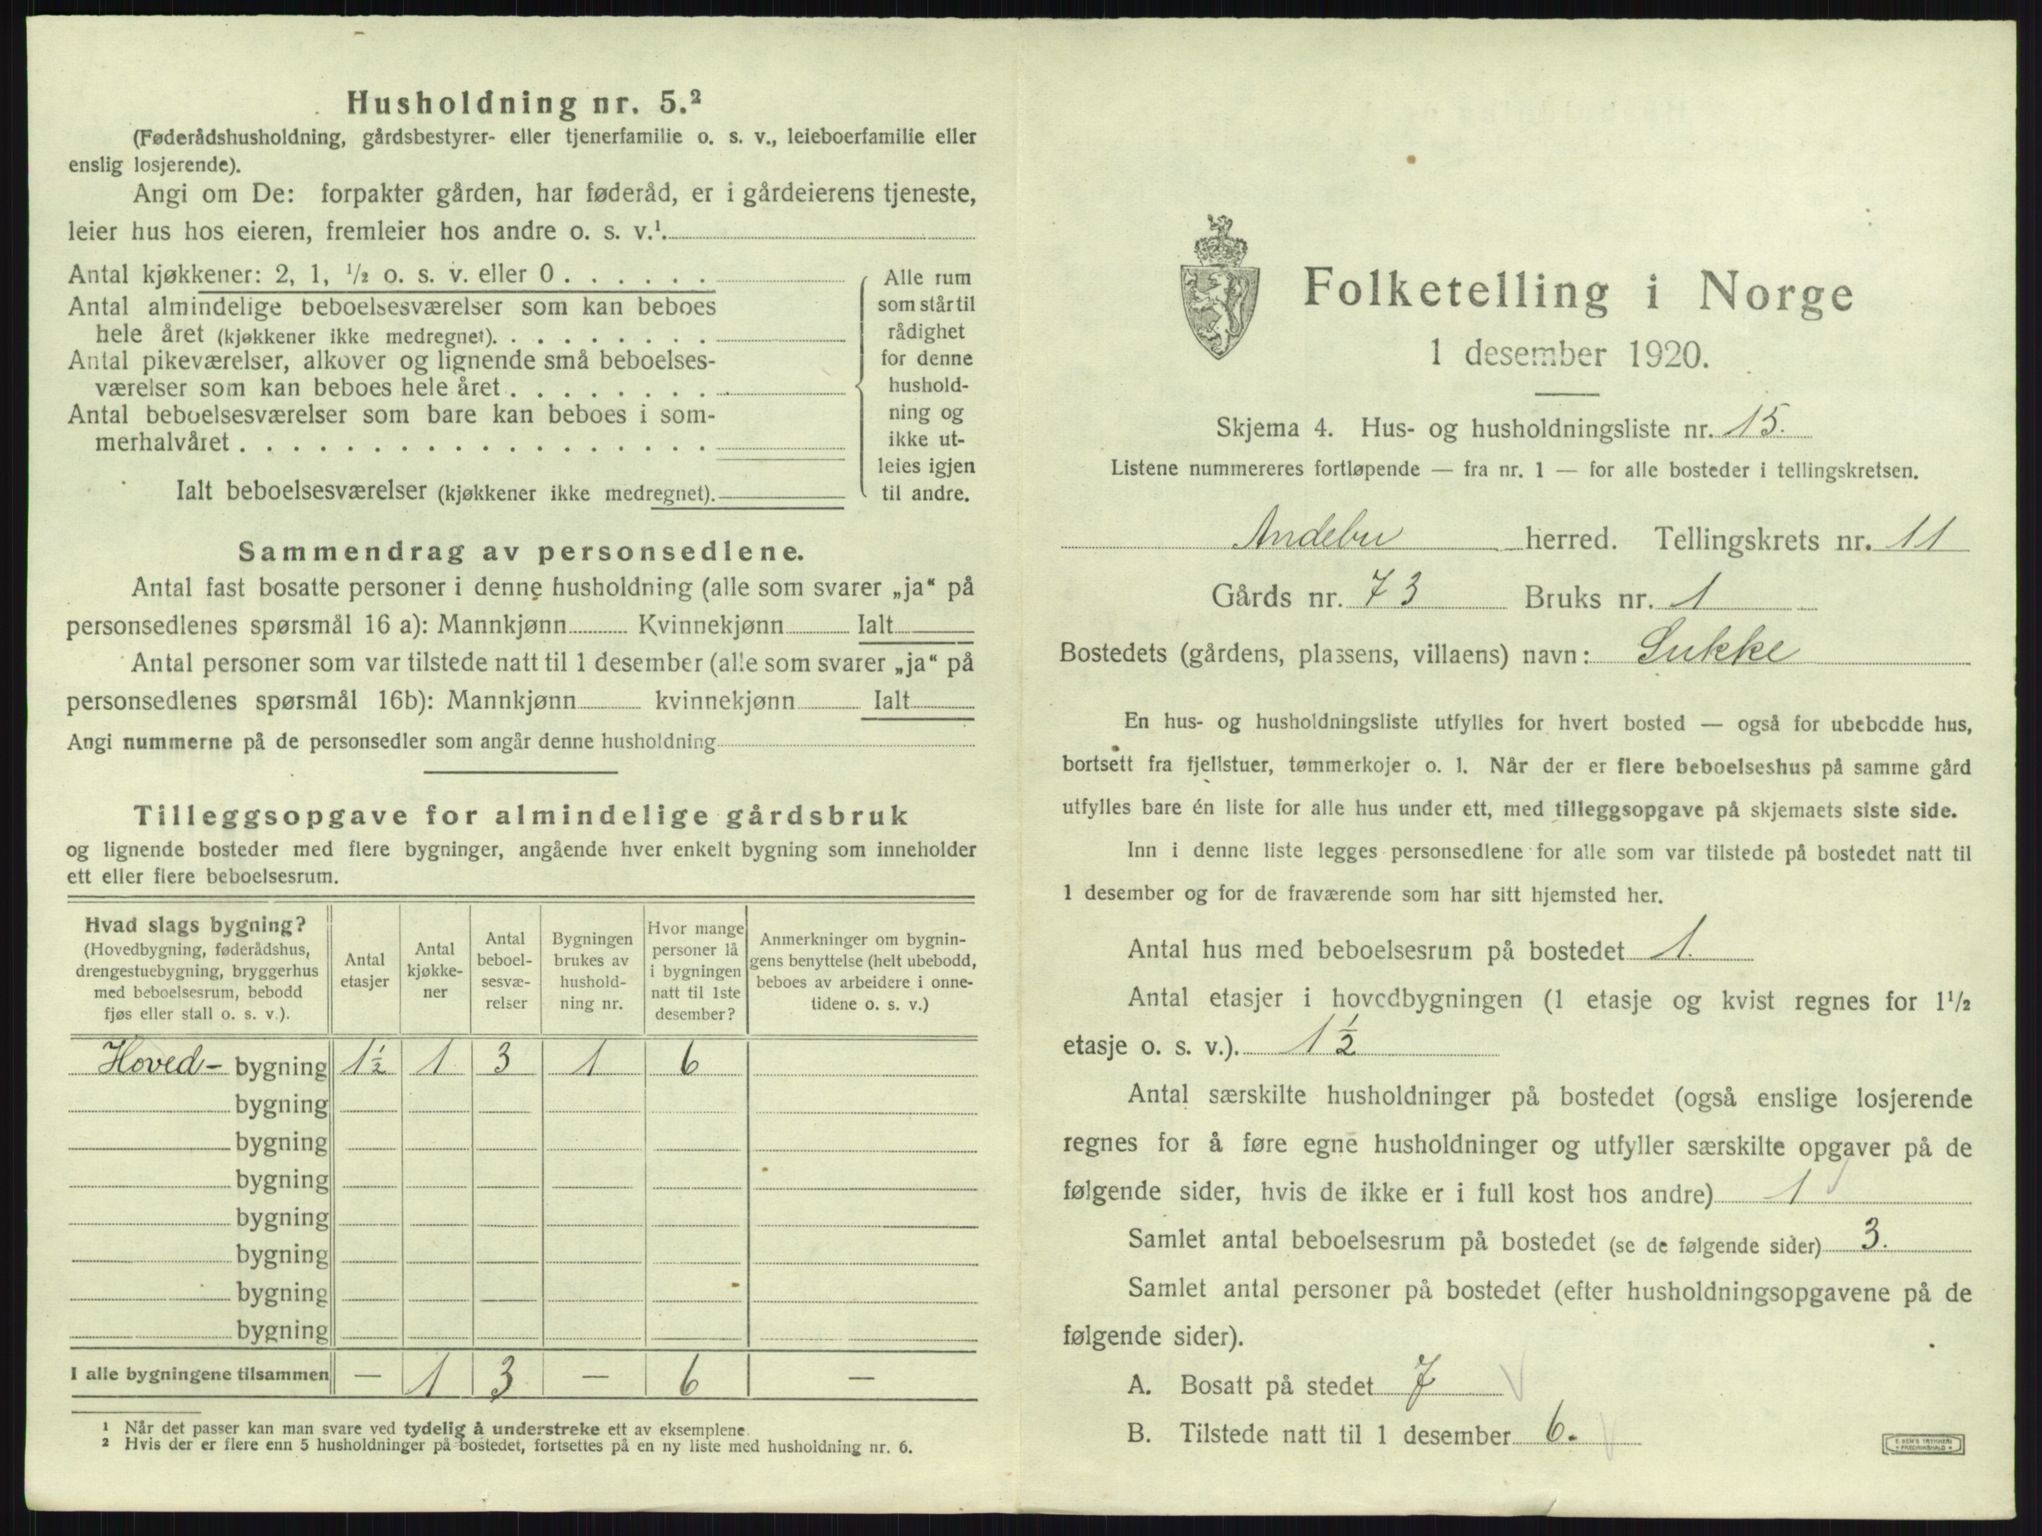 Husholdning nr. 5.²
(Føderådshusholdning, gårdsbestyrer- eller tjenerfamilie o. s. v., leieboerfamilie eller
enslig losjerende).
Angi om De: forpakter gården, har føderåd, er i gårdeierens tjeneste,
leier hus hos eieren, fremleier hos andre o. s. v.¹
Antal kjøkkener: 2, 1, ½ o. s. v. eller 0 . . . . . .
Antal almindelige beboelsesværelser som kan beboes
hele året (kjøkkener ikke medregnet). . . . . . . . .
Antal pikeværelser, alkover og lignende små beboelses-
værelser som kan beboes hele året . . . . . . . .
Antal beboelsesværelser som bare kan beboes i som-
merhalvåret . . . . . . . . . . . . . . . . . .
Ialt beboelsesværelser (kjøkkener ikke medregnet).
Alle rum
som står til
rådighet
for denne
hushold-
ning og
ikke ut-
leies igjen
til andre.
Sammendrag av personsedlene.
Antal fast bosatte personer i denne husholdning (alle som svarer „ja“ på
personsedlenes spørsmål 16 a): Mannkjønn Kvinnekjønn Ialt
Antal personer som var tilstede natt til 1 desember (alle som svarer „ja“ på
personsedlenes spørsmål 16b): Mannkjønn kvinnekjønn Ialt
Angi nummerne på de personsedler som angår denne husholdning
Tilleggsopgave for almindelige gårdsbruk
og lignende bosteder med flere bygninger, angående hver enkelt bygning som inneholder
ett eller flere beboelsesrum.
Hvad slags bygning?
(Hovedbygning, føderådshus,
drengestuebygning, bryggerhus
med beboelsesrum, bebodd
fjøs eller stall o. s. v.).
Antal
etasjer
Antal
kjøkke-
ner
Antal
beboel-
sesvæ-
relser
Bygningen
brukes av
hushold-
ning nr.
Hvor mange
personer lå
i bygningen
natt til 1ste
desember?
Anmerkninger om bygnin-
gens benyttelse (helt ubebodd,
beboes av arbeidere i onne-
tidene o. s. v.)
Hoved- bygning 1½ 1 3 1 6
bygning
bygning
bygning
bygning
bygning
bygning
bygning
I alle bygningene tilsammen — 1 3 — 6 —
¹ Når det passer kan man svare ved tydelig å understreke ett av eksemplene.
² Hvis der er flere enn 5 husholdninger på bostedet, fortsettes på en ny liste med husholdning nr. 6.
Folketelling i Norge
1 desember 1920.
Skjema 4. Hus- og husholdningsliste nr. 15.
Listene nummereres fortløpende — fra nr. 1 — for alle bosteder i tellingskretsen.
Andebu herred. Tellingskrets nr. 11
Gårds nr. 73 Bruks nr. 1
Bostedets (gårdens, plassens, villaens) navn: Sukke
En hus- og husholdningsliste utfylles for hvert bosted — også for ubebodde hus,
bortsett fra fjellstuer, tømmerkojer o. l. Når der er flere beboelseshus på samme gård
utfylles bare én liste for alle hus under ett, med tilleggsopgave på skjemaets siste side.
Inn i denne liste legges personsedlene for alle som var tilstede på bostedet natt til
1 desember og for de fraværende som har sitt hjemsted her.
Antal hus med beboelsesrum på bostedet 1.
Antal etasjer i hovedbygningen (1 etasje og kvist regnes for 1½
etasje o. s. v.). 1½
Antal særskilte husholdninger på bostedet (også enslige losjerende
regnes for å føre egne husholdninger og utfyller særskilte opgaver på de
følgende sider, hvis de ikke er i full kost hos andre) 1
Samlet antal beboelsesrum på bostedet (se de følgende sider) 3.
Samlet antal personer på bostedet (efter husholdningsopgavene på de
følgende sider).
A. Bosatt på stedet 7
B. Tilstede natt til 1 desember 6.